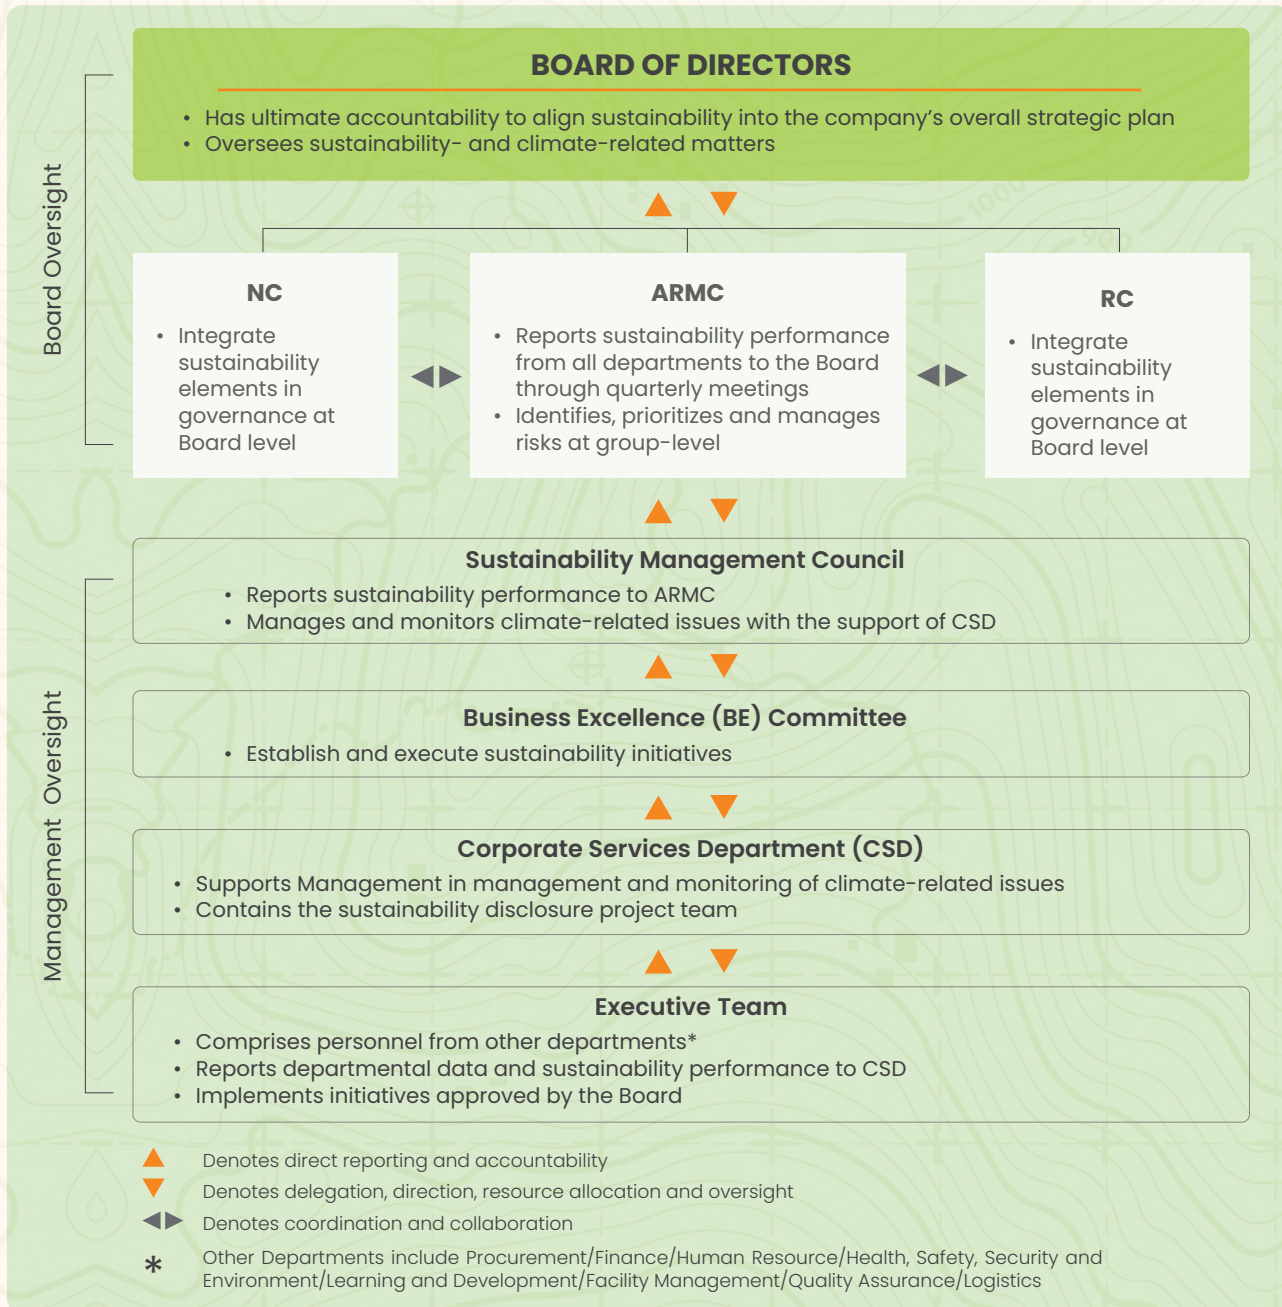 BOARD OF DIRECTORS
• Has ultimate accountability to align sustainability into the company's overall strategic plan
• Oversees sustainability- and climate-related matters
Board Oversight
NC
• Integrate
sustainability
elements in
governance at
Board level
ARMC
• Reports sustainability performance
from all departments to the Board
through quarterly meetings
• Identifies, prioritizes and manages
risks at group-level
RC
• Integrate
sustainability
elements in
governance at
Board level
1000
900
Management Oversight
Sustainability Management Council
• Reports sustainability performance to ARMC
• Manages and monitors climate-related issues with the support of CSD
Business Excellence (BE) Committee
• Establish and execute sustainability initiatives
Corporate Services Department (CSD)
• Supports Management in management and monitoring of climate-related issues
• Contains the sustainability disclosure project team
Executive Team
• Comprises personnel from other departments*
• Reports departmental data and sustainability performance to CSD
• Implements initiatives approved by the Board
Denotes direct reporting and accountability
Denotes delegation, direction, resource allocation and oversight
Denotes coordination and collaboration
* Other Departments include Procurement/Finance/Human Resource/Health, Safety, Security and
Environment/Learning and Development/Facility Management/Quality Assurance/Logistics